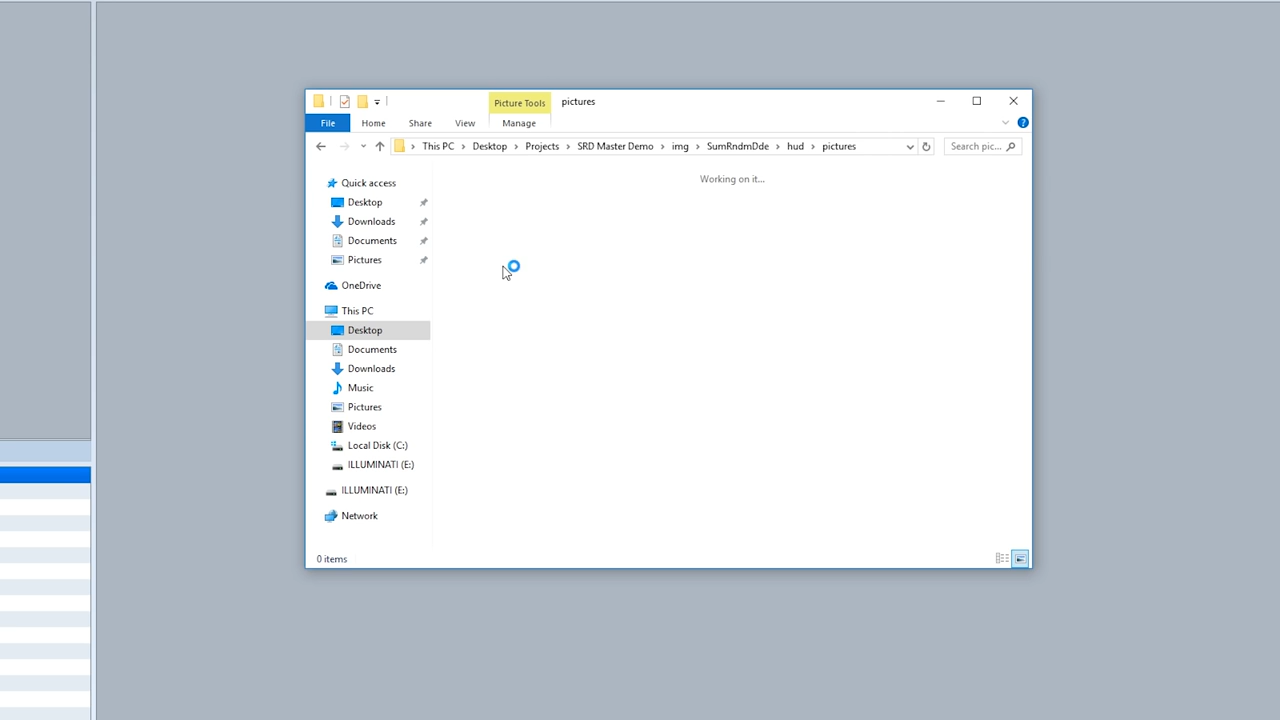 Picture Tools pictures
File Home Share View Manage
This PC Desktop Projects SRD Master Demo img SumRndmDde hud pictures Search pic...
Working on it...
Quick access
Desktop
Downloads
Documents
Pictures
OneDrive
This PC
Desktop
Documents
Downloads
Music
Pictures
Videos
Local Disk (C:)
ILLUMINATI (E:)
ILLUMINATI (E:)
Network
0 items